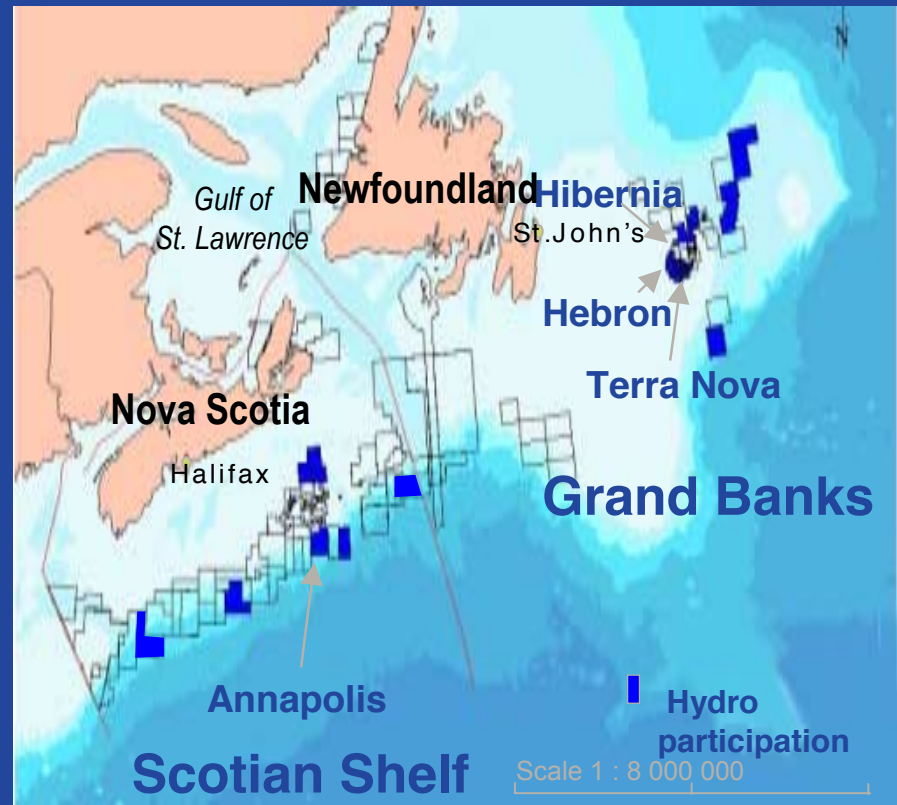 N
Gulf of
St. Lawrence
Newfoundland
Hibernia
St.John's
Hebron
Terra Nova
Nova Scotia
Halifax
Grand Banks
Annapolis
Hydro
participation
Scotian Shelf
Scale 1 : 8 000 000